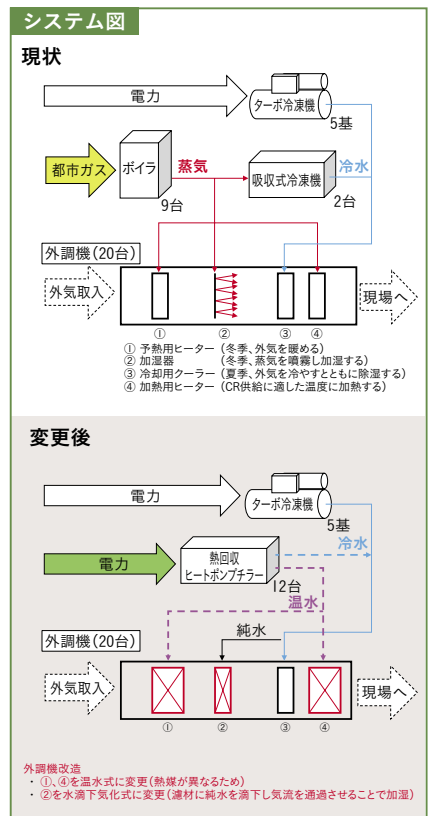 システム図
現状
電力
ターボ冷凍機
5基
都市ガス
ボイラ
9台
蒸気
吸収式冷凍機
2台
冷水
外調機(20台)
外気取入
現場へ
① ② ③ ④
① 予熱用ヒーター (冬季、外気を暖める)
② 加湿器 (冬季、蒸気を噴霧し加湿する)
③ 冷却用クーラー (夏季、外気を冷やすとともに除湿する)
④ 加熱用ヒーター (CR供給に適した温度に加熱する)
変更後
電力
ターボ冷凍機
5基
冷水
電力
熱回収
ヒートポンプチラー
12台
温水
純水
外調機(20台)
外気取入
現場へ
① ② ③ ④
外調機改造
・ ①、④を温水式に変更(熱媒が異なるため)
・ ②を水滴下気化式に変更(濾材に純水を滴下し気流を通過させることで加湿)